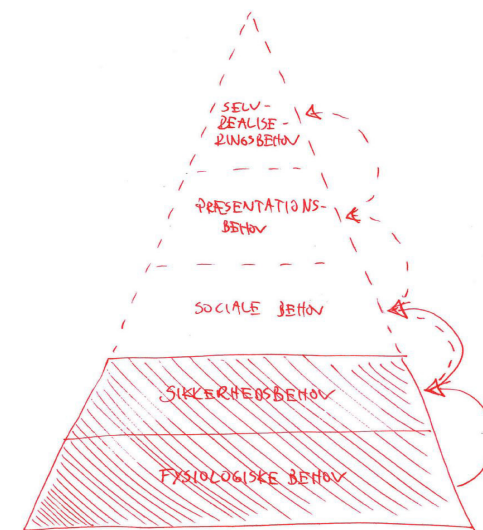 SELV-
REALISE-
RINGSBEHOV
PRÆSENTATIONS-
BEHOV
SOCIALE BEHOV
SIKKERHEDSBEHOV
FYSIOLOGISKE BEHOV